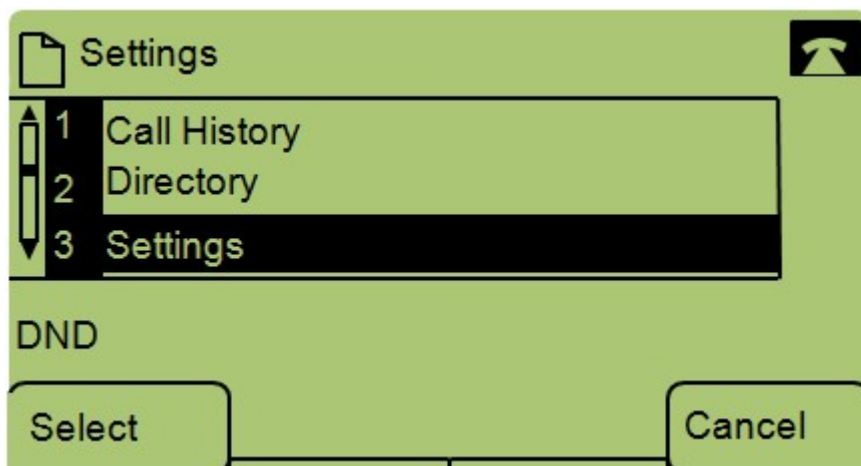 Settings
1 Call History
2 Directory
3 Settings
DND
Select Cancel